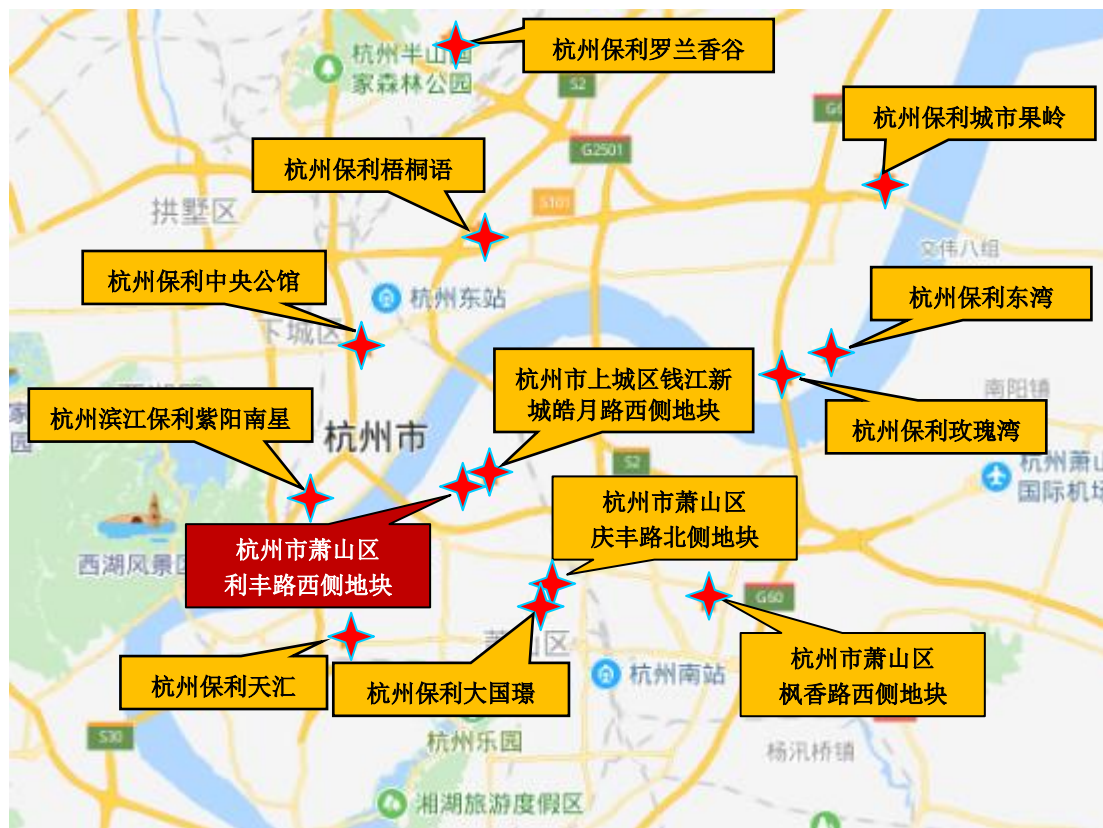 杭州保利罗兰香谷
杭州半山国
家森林公园
S2
杭州保利城市果岭
G2501
杭州保利梧桐语
S101
拱墅区
文伟八组
杭州保利中央公馆
杭州东站
杭州保利东湾
下城区
杭州市上城区钱江新
城皓月路西侧地块
南阳镇
杭州滨江保利紫阳南星
杭州市
杭州保利玫瑰湾
S2
杭州萧山
国际机场
杭州市萧山区
庆丰路北侧地块
杭州市萧山区
利丰路西侧地块
西湖风景区
G60
萧山区
杭州市萧山区
枫香路西侧地块
杭州南站
杭州保利天汇
杭州保利大国璟
S30
杭州乐园
杨汛桥镇
湘湖旅游度假区